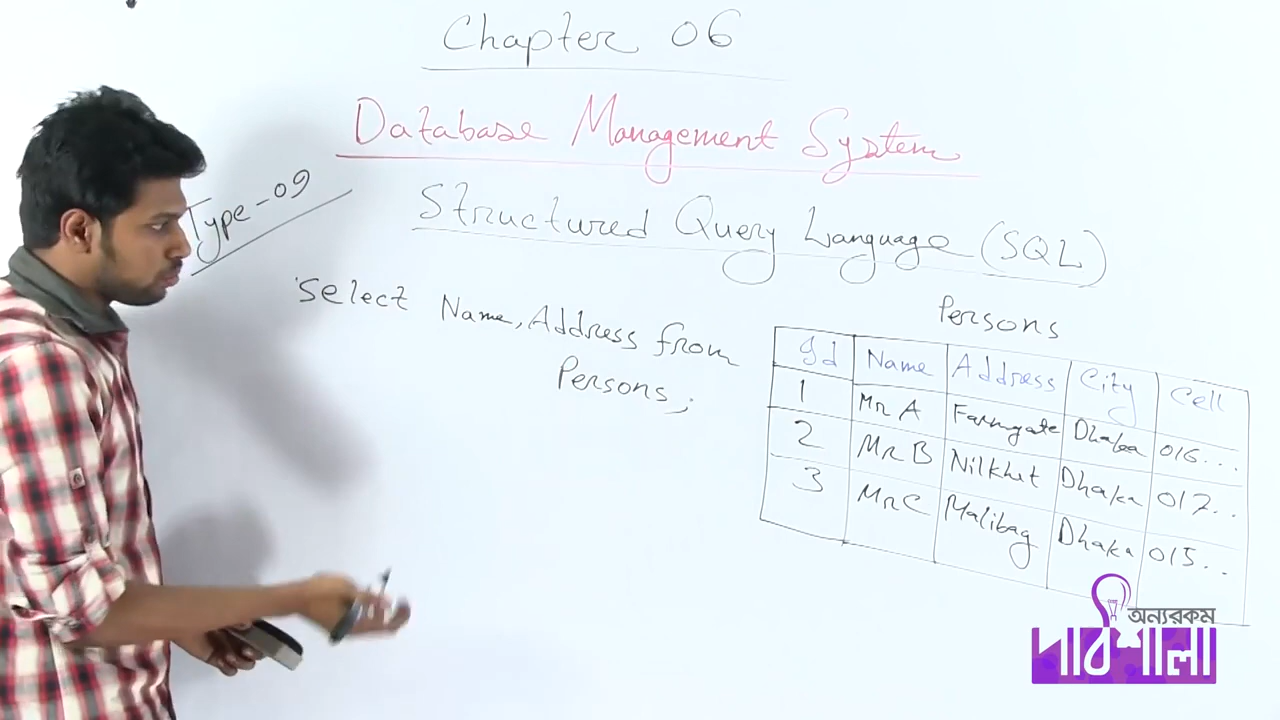 Chapter 06
Database Management System
Type-09
Structured Query Language (SQL)
Select Name, Address from
Persons;
Persons
Id Name Address City Cell
1 Mr A Farmgate Dhaka 016...
2 Mr B Nilkhet Dhaka 017..
3 Mr C Malibag Dhaka 015..
অন্যরকম
পাঠশালা